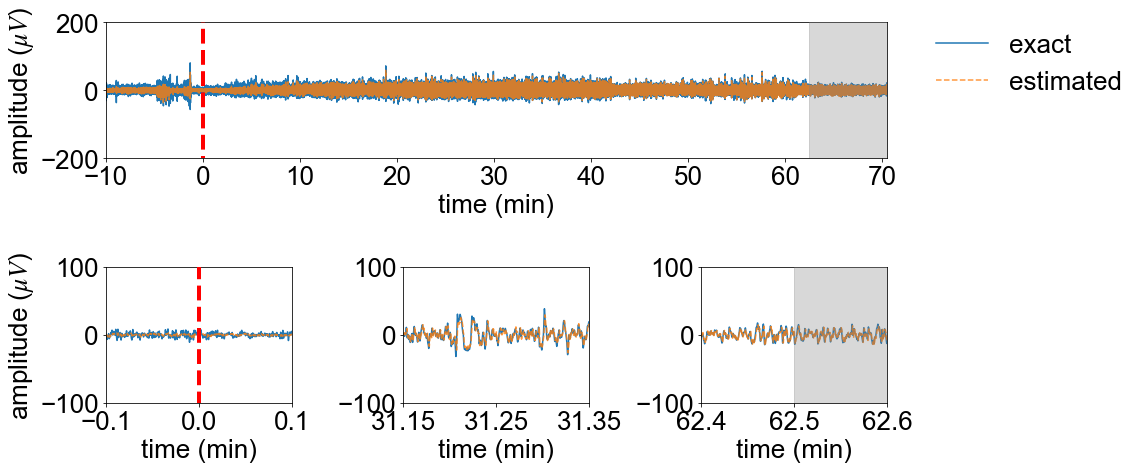 amplitude (μV)
200
0
−200
−10 0 10 20 30 40 50 60 70
time (min)
exact
estimated
amplitude (μV)
100
0
−100
−0.1 0.0 0.1
time (min)
100
0
−100
31.15 31.25 31.35
time (min)
100
0
−100
62.4 62.5 62.6
time (min)